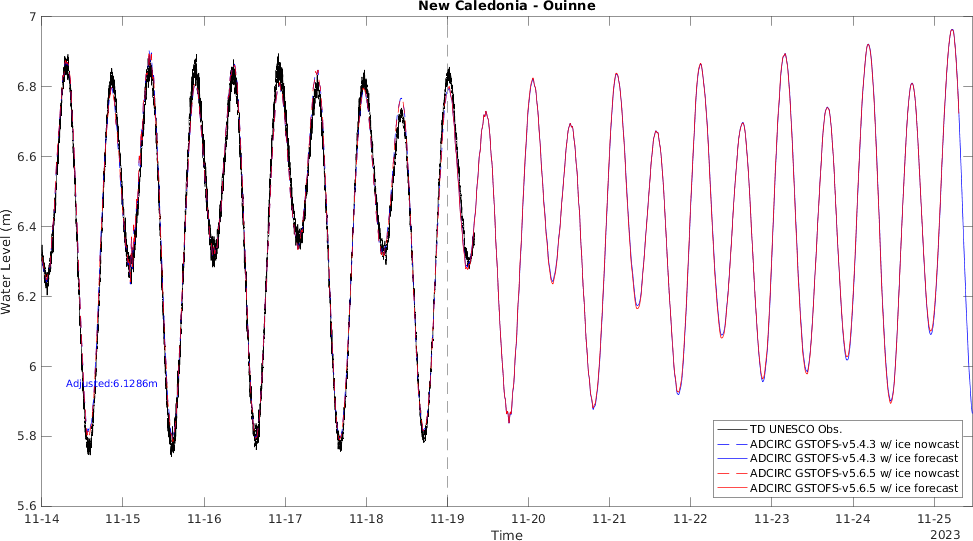 New Caledonia - Ouinne
7
6.8
6.6
6.4
6.2
6
5.8
5.6
Water Level (m)
Adjusted:6.1286m
TD UNESCO Obs.
ADCIRC GSTOFS-v5.4.3 w/ ice nowcast
ADCIRC GSTOFS-v5.4.3 w/ ice forecast
ADCIRC GSTOFS-v5.6.5 w/ ice nowcast
ADCIRC GSTOFS-v5.6.5 w/ ice forecast
11-14 11-15 11-16 11-17 11-18 11-19 11-20 11-21 11-22 11-23 11-24 11-25
Time
2023